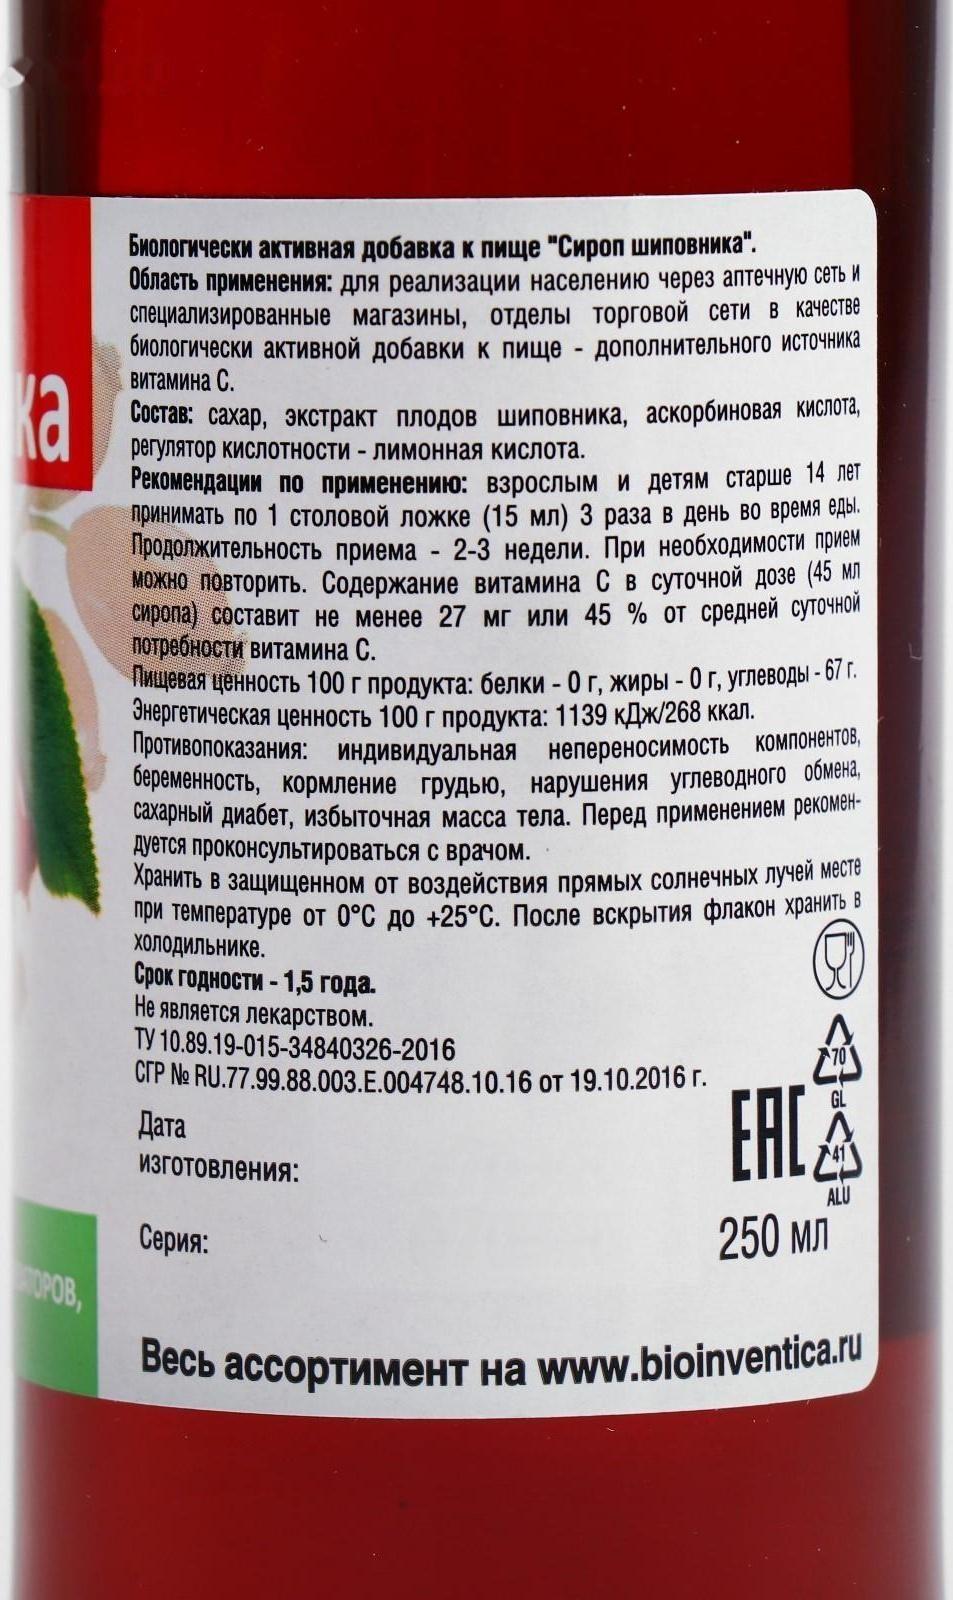 ка
Биологически активная добавка к пище "Сироп шиповника".
Область применения: для реализации населению через аптечную сеть и
специализированные магазины, отделы торговой сети в качестве
биологически активной добавки к пище - дополнительного источника
витамина С.
Состав: сахар, экстракт плодов шиповника, аскорбиновая кислота,
регулятор кислотности - лимонная кислота.
Рекомендации по применению: взрослым и детям старше 14 лет
принимать по 1 столовой ложке (15 мл) 3 раза в день во время еды.
Продолжительность приема - 2-3 недели. При необходимости прием
можно повторить. Содержание витамина С в суточной дозе (45 мл
сиропа) составит не менее 27 мг или 45 % от средней суточной
потребности витамина С.
Пищевая ценность 100 г продукта: белки - 0 г, жиры - 0 г, углеводы - 67 г.
Энергетическая ценность 100 г продукта: 1139 кДж/268 ккал.
Противопоказания: индивидуальная непереносимость компонентов,
беременность, кормление грудью, нарушения углеводного обмена,
сахарный диабет, избыточная масса тела. Перед применением рекомен-
дуется проконсультироваться с врачом.
Хранить в защищенном от воздействия прямых солнечных лучей месте
при температуре от 0°С до +25°С. После вскрытия флакон хранить в
холодильнике.
Срок годности - 1,5 года.
Не является лекарством.
ТУ 10.89.19-015-34840326-2016
СГР № RU.77.99.88.003.Е.004748.10.16 от 19.10.2016 г.
70
GL
41
ALU
EAC
Дата
изготовления:
Серия:
250 мл
Весь ассортимент на www.bioinventica.ru